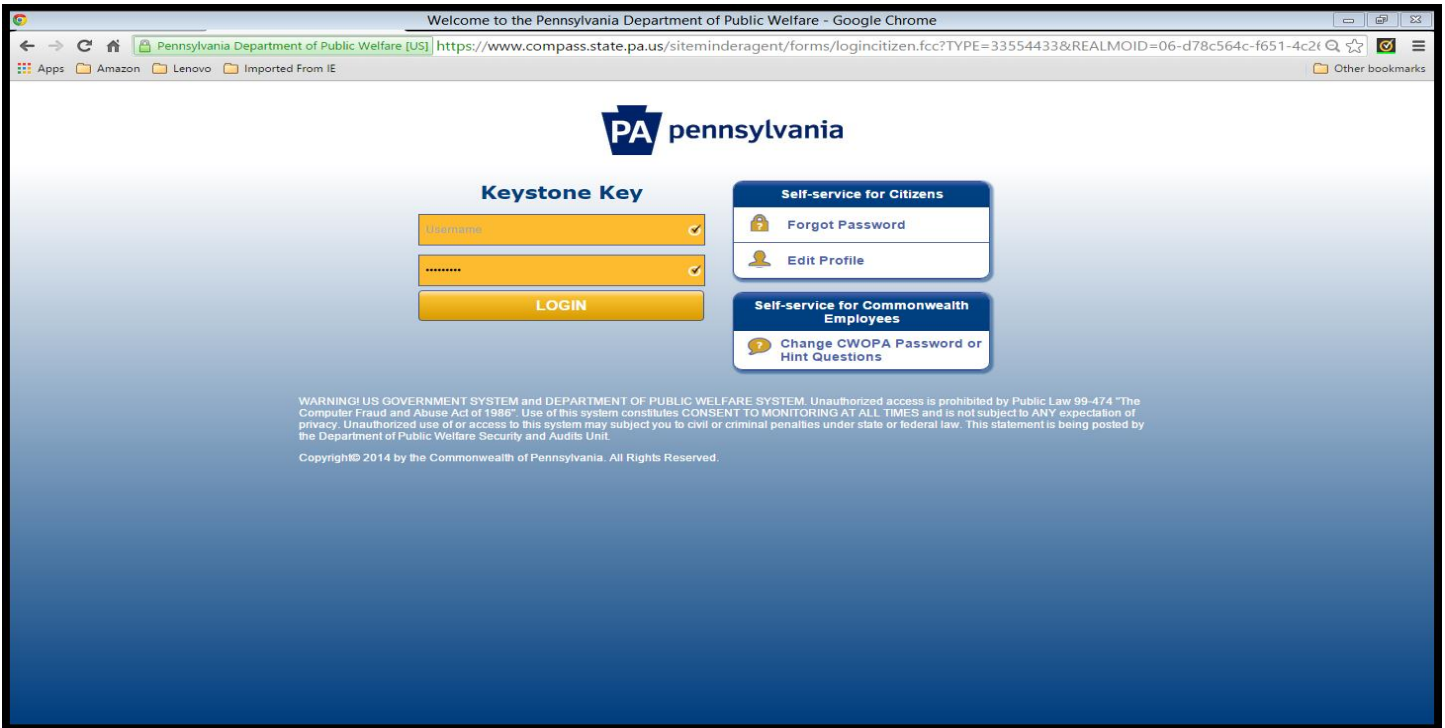 Welcome to the Pennsylvania Department of Public Welfare - Google Chrome
Pennsylvania Department of Public Welfare [US] https://www.compass.state.pa.us/siteminderagent/forms/logincitizen.fcc?TYPE=33554433&REALMOID=06-d78c564c-f651-4c2
Apps Amazon Lenovo Imported From IE Other bookmarks
PA pennsylvania
Keystone Key
Username
•••••••••
LOGIN
Self-service for Citizens
Forgot Password
Edit Profile
Self-service for Commonwealth
Employees
Change CWOPA Password or
Hint Questions
WARNING! US GOVERNMENT SYSTEM and DEPARTMENT OF PUBLIC WELFARE SYSTEM. Unauthorized access is prohibited by Public Law 99-474 "The
Computer Fraud and Abuse Act of 1986". Use of this system constitutes CONSENT TO MONITORING AT ALL TIMES and is not subject to ANY expectation of
privacy. Unauthorized use of or access to this system may subject you to civil or criminal penalties under state or federal law. This statement is being posted by
the Department of Public Welfare Security and Audits Unit.
Copyright© 2014 by the Commonwealth of Pennsylvania. All Rights Reserved.